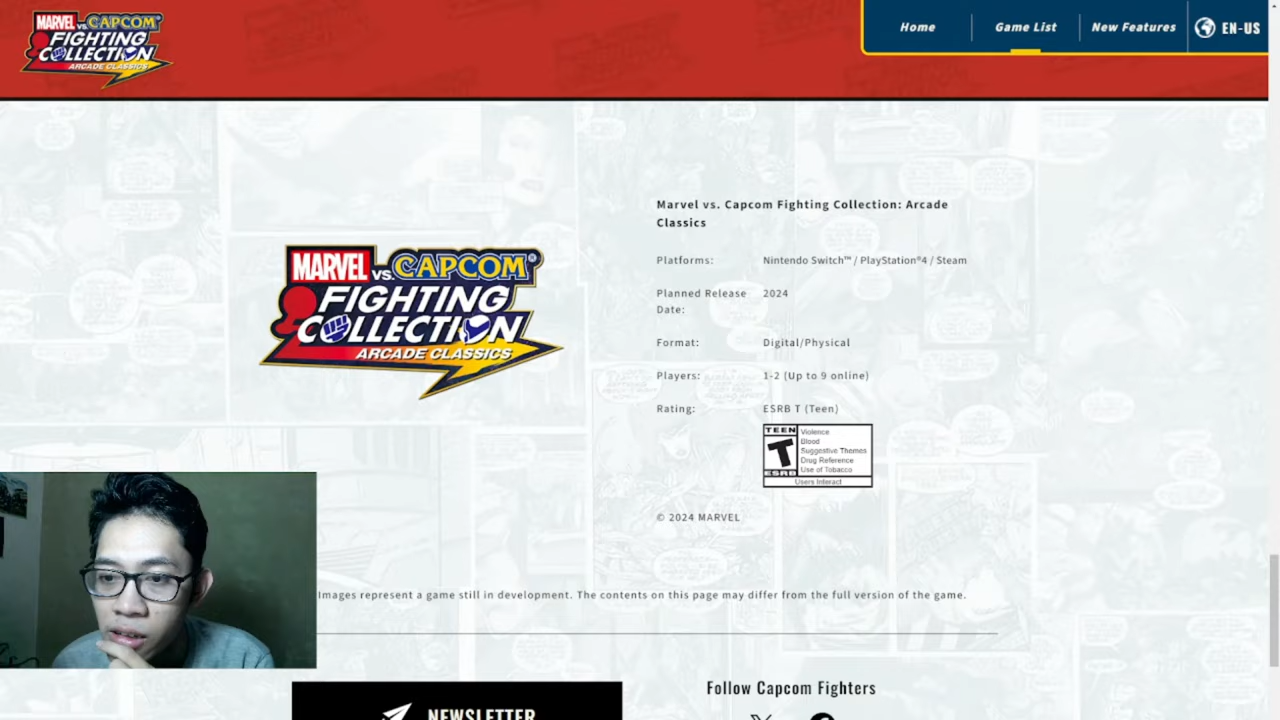 MARVEL VS. CAPCOM
FIGHTING
COLLECTION
ARCADE CLASSICS
Home
Game List
New Features
EN-US
MARVEL VS. CAPCOM®
FIGHTING
COLLECTION
ARCADE CLASSICS
Marvel vs. Capcom Fighting Collection: Arcade
Classics
Platforms: Nintendo Switch™ / PlayStation®4 / Steam
Planned Release
Date: 2024
Format: Digital/Physical
Players: 1-2 (Up to 9 online)
Rating: ESRB T (Teen)
TEEN
T
ESRB
Violence
Blood
Suggestive Themes
Drug Reference
Use of Tobacco
Users Interact
© 2024 MARVEL
Images represent a game still in development. The contents on this page may differ from the full version of the game.
NEWSLETTER
Follow Capcom Fighters